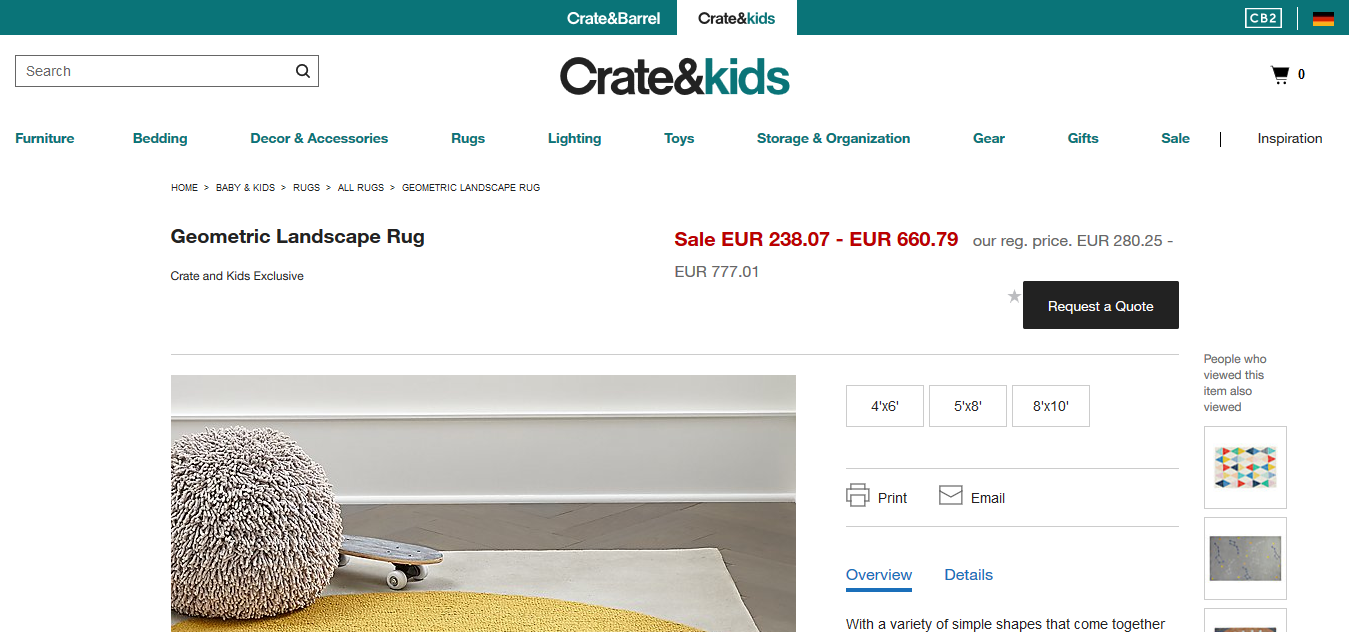 Crate&Barrel
Crate&kids
CB2
Search
Crate&kids
0
Furniture
Bedding
Decor & Accessories
Rugs
Lighting
Toys
Storage & Organization
Gear
Gifts
Sale
Inspiration
HOME > BABY & KIDS > RUGS > ALL RUGS > GEOMETRIC LANDSCAPE RUG
Geometric Landscape Rug
Crate and Kids Exclusive
Sale EUR 238.07 - EUR 660.79 our reg. price. EUR 280.25 -
EUR 777.01
Request a Quote
4'x6'
5'x8'
8'x10'
Print
Email
Overview
Details
With a variety of simple shapes that come together
People who
viewed this
item also
viewed